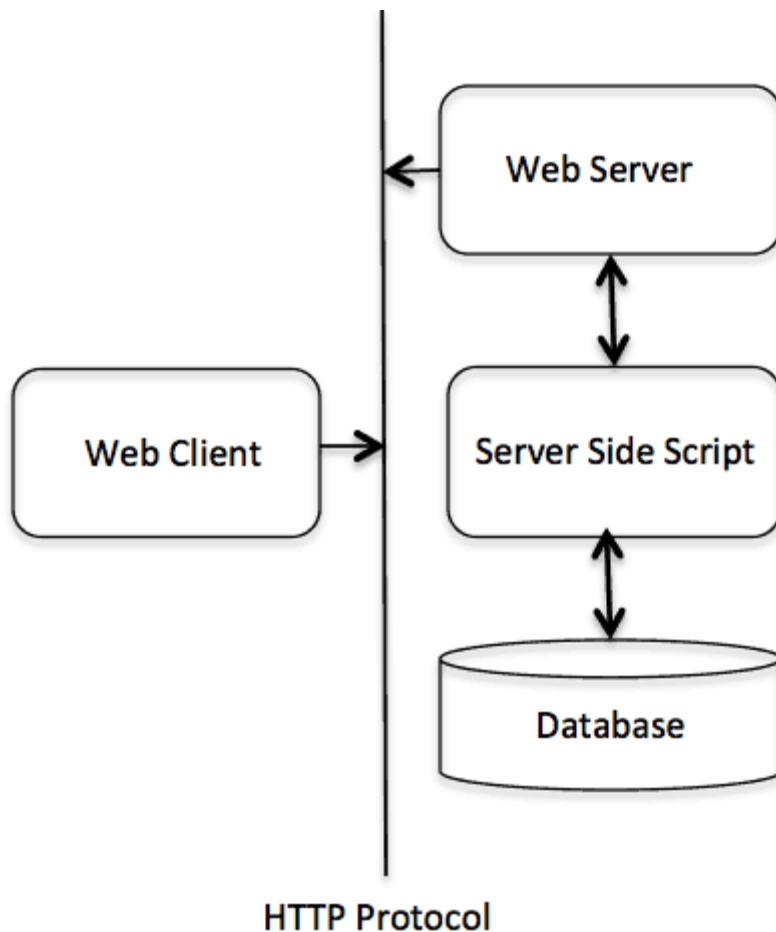 Web Server
Web Client
Server Side Script
Database
HTTP Protocol